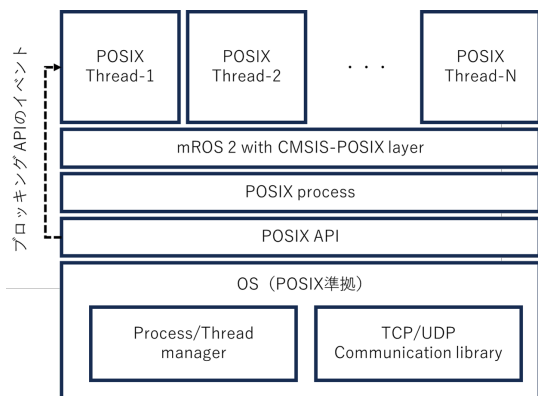 ブロッキングAPIのイベント
POSIX
Thread-1
POSIX
Thread-2
・・・
POSIX
Thread-N
mROS 2 with CMSIS-POSIX layer
POSIX process
POSIX API
OS（POSIX準拠）
Process/Thread
manager
TCP/UDP
Communication library